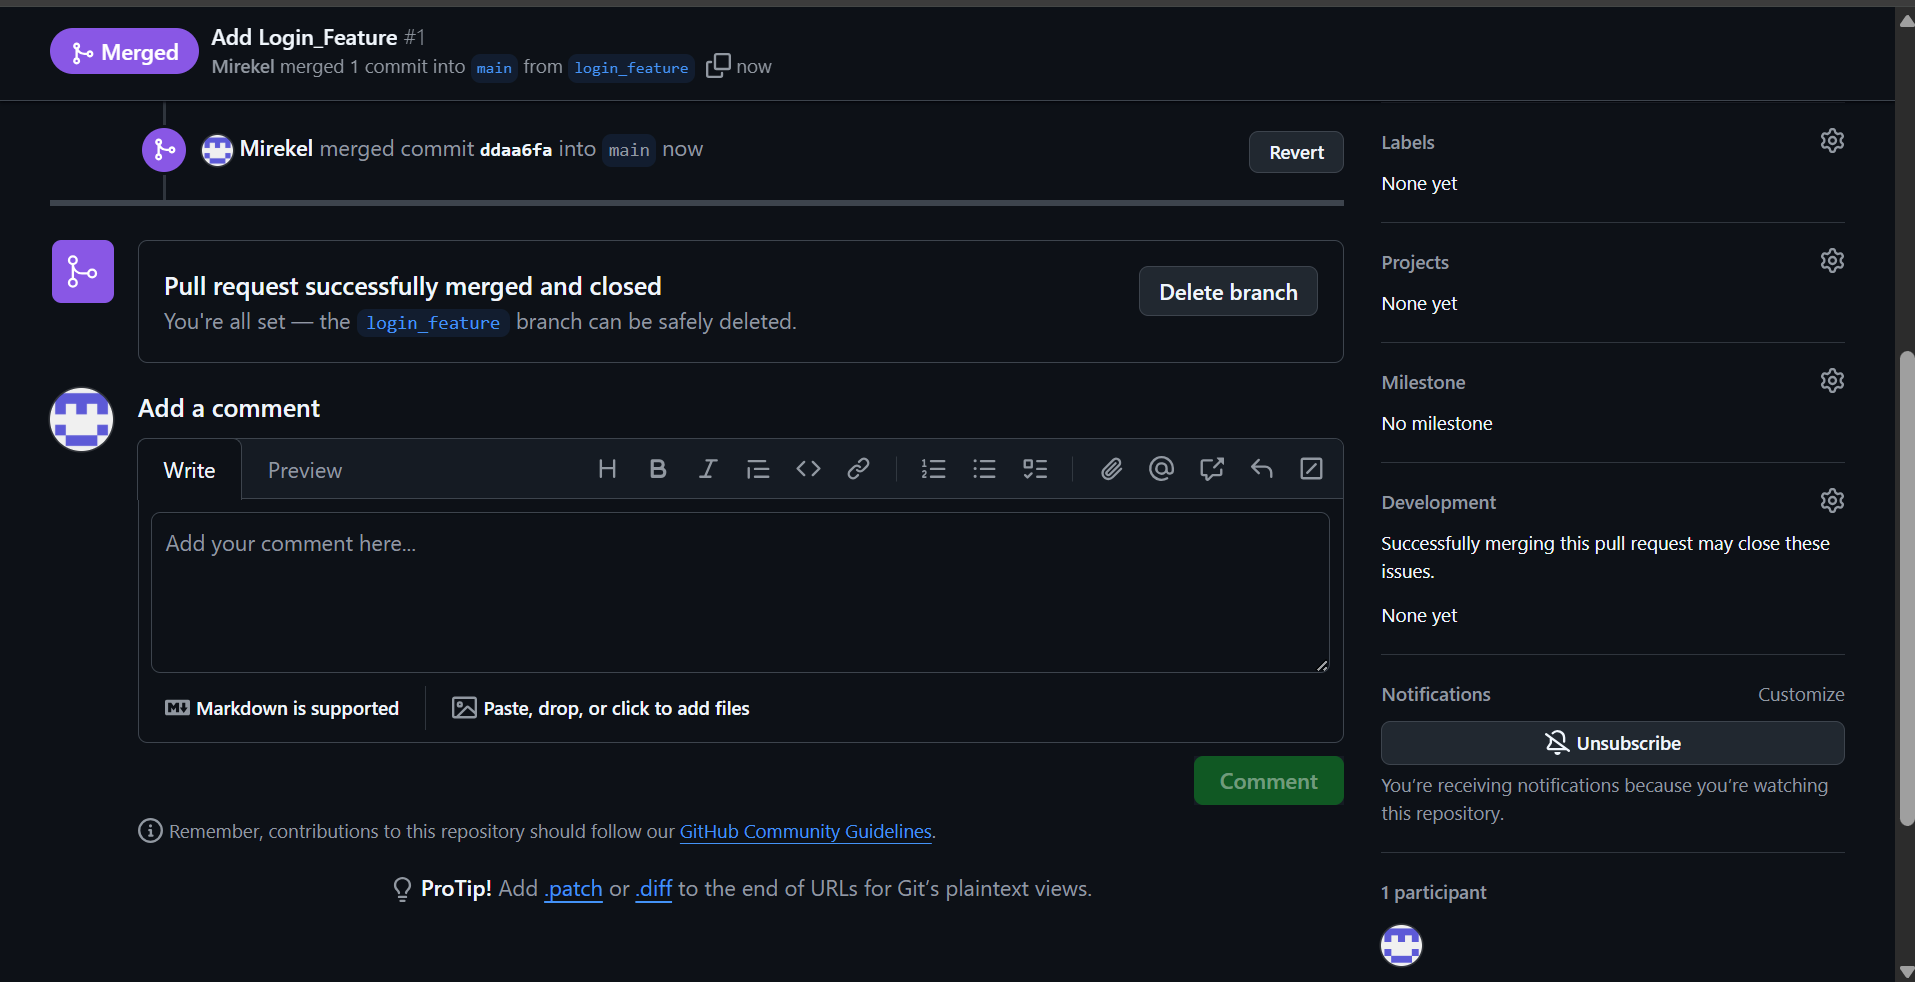 Merged
Add Login_Feature #1
Mirekel merged 1 commit into main from login_feature now
Mirekel merged commit ddaa6fa into main now
Revert
Pull request successfully merged and closed
You're all set — the login_feature branch can be safely deleted.
Delete branch
Add a comment
Write
Preview
Add your comment here...
Markdown is supported
Paste, drop, or click to add files
Comment
Remember, contributions to this repository should follow our GitHub Community Guidelines.
ProTip! Add .patch or .diff to the end of URLs for Git’s plaintext views.
Labels
None yet
Projects
None yet
Milestone
No milestone
Development
Successfully merging this pull request may close these
issues.
None yet
Notifications
Customize
Unsubscribe
You’re receiving notifications because you’re watching
this repository.
1 participant